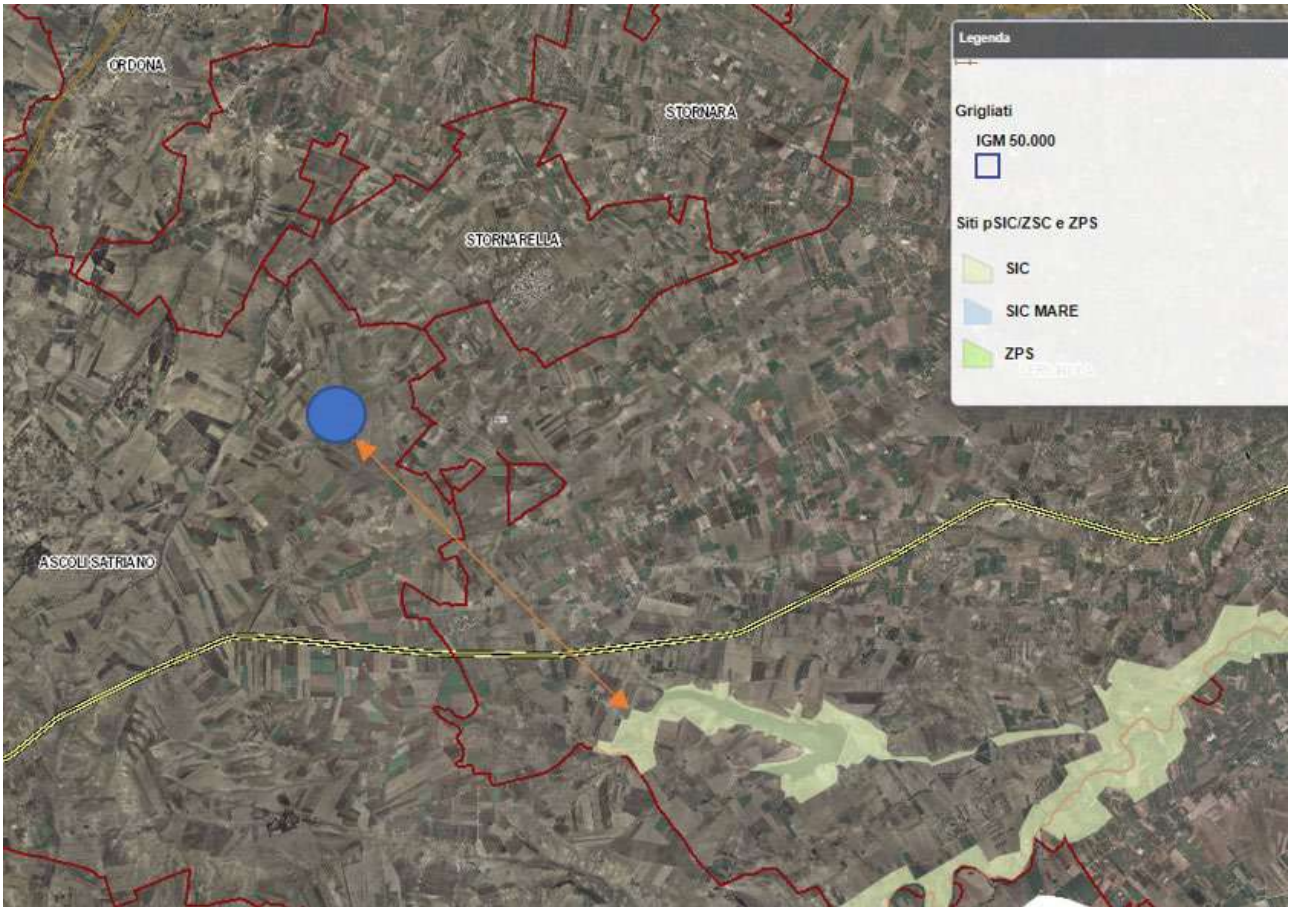 ORDONA
STORNARA
STORNARELLA
ASCOLI SATRIANO
Legenda
Grigliati
IGM 50.000
Siti pSIC/ZSC e ZPS
SIC
SIC MARE
ZPS